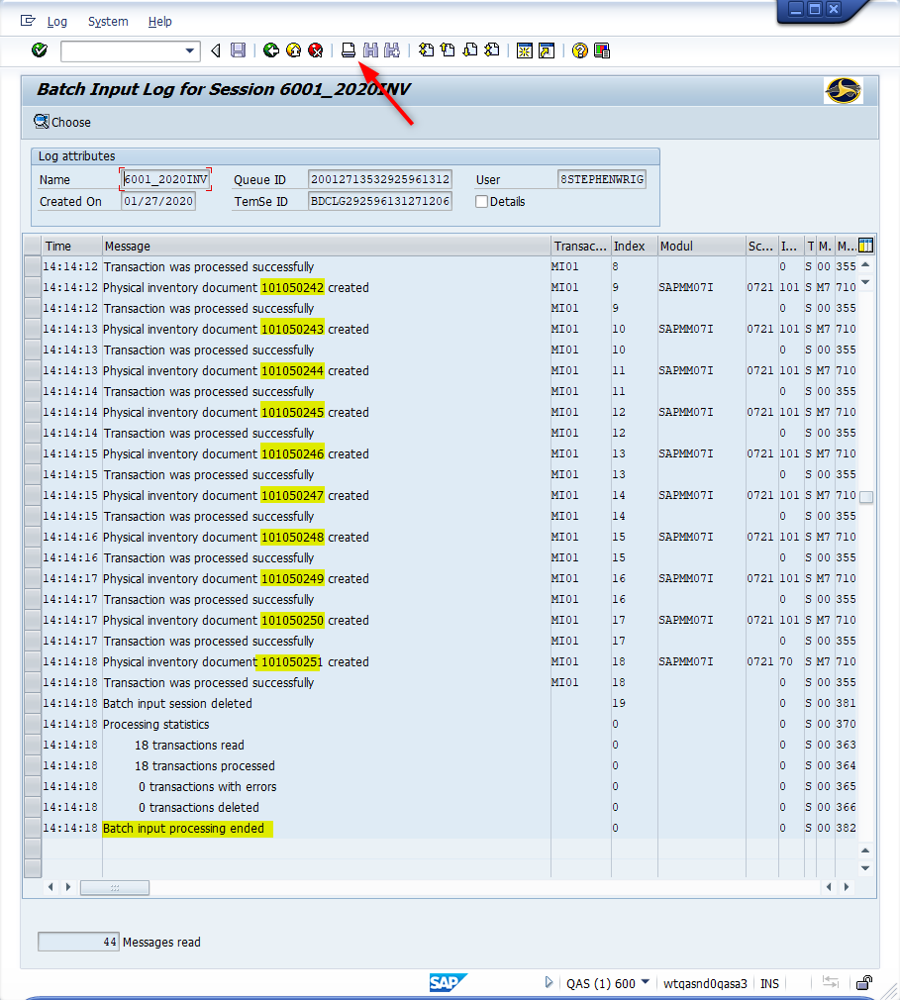 Log System Help
Batch Input Log for Session 6001_2020INV
Choose
Log attributes
Name 6001_2020INV Queue ID 20012713532925961312 User 8STEPHENWRIG
Created On 01/27/2020 TemSe ID BDCLG292596131271206 Details
Time Message Transac... Index Modul Sc... I... T M. M...
14:14:12 Transaction was processed successfully MI01 8 0 S 00 355
14:14:12 Physical inventory document 101050242 created MI01 9 SAPMM07I 0721 101 S M7 710
14:14:12 Transaction was processed successfully MI01 9 0 S 00 355
14:14:13 Physical inventory document 101050243 created MI01 10 SAPMM07I 0721 101 S M7 710
14:14:13 Transaction was processed successfully MI01 10 0 S 00 355
14:14:13 Physical inventory document 101050244 created MI01 11 SAPMM07I 0721 101 S M7 710
14:14:14 Transaction was processed successfully MI01 11 0 S 00 355
14:14:14 Physical inventory document 101050245 created MI01 12 SAPMM07I 0721 101 S M7 710
14:14:14 Transaction was processed successfully MI01 12 0 S 00 355
14:14:15 Physical inventory document 101050246 created MI01 13 SAPMM07I 0721 101 S M7 710
14:14:15 Transaction was processed successfully MI01 13 0 S 00 355
14:14:15 Physical inventory document 101050247 created MI01 14 SAPMM07I 0721 101 S M7 710
14:14:15 Transaction was processed successfully MI01 14 0 S 00 355
14:14:16 Physical inventory document 101050248 created MI01 15 SAPMM07I 0721 101 S M7 710
14:14:16 Transaction was processed successfully MI01 15 0 S 00 355
14:14:17 Physical inventory document 101050249 created MI01 16 SAPMM07I 0721 101 S M7 710
14:14:17 Transaction was processed successfully MI01 16 0 S 00 355
14:14:17 Physical inventory document 101050250 created MI01 17 SAPMM07I 0721 101 S M7 710
14:14:17 Transaction was processed successfully MI01 17 0 S 00 355
14:14:18 Physical inventory document 101050251 created MI01 18 SAPMM07I 0721 70 S M7 710
14:14:18 Transaction was processed successfully MI01 18 0 S 00 355
14:14:18 Batch input session deleted 19 0 S 00 381
14:14:18 Processing statistics 0 0 S 00 370
14:14:18 18 transactions read 0 0 S 00 363
14:14:18 18 transactions processed 0 0 S 00 364
14:14:18 0 transactions with errors 0 0 S 00 365
14:14:18 0 transactions deleted 0 0 S 00 366
14:14:18 Batch input processing ended 0 0 S 00 382
44 Messages read
SAP QAS (1) 600 wtqasnd0qasa3 INS